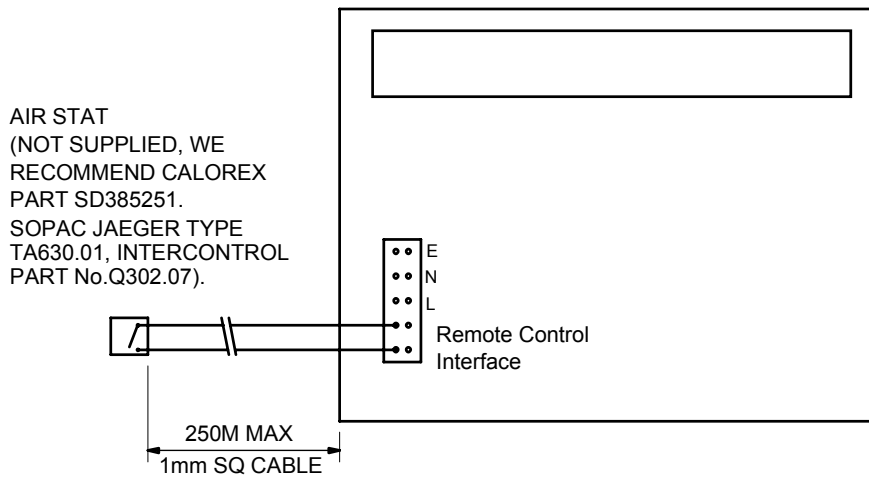 AIR STAT
(NOT SUPPLIED, WE
RECOMMEND CALOREX
PART SD385251.
SOPAC JAEGER TYPE
TA630.01, INTERCONTROL
PART No.Q302.07).
E
N
L
Remote Control
Interface
250M MAX
1mm SQ CABLE